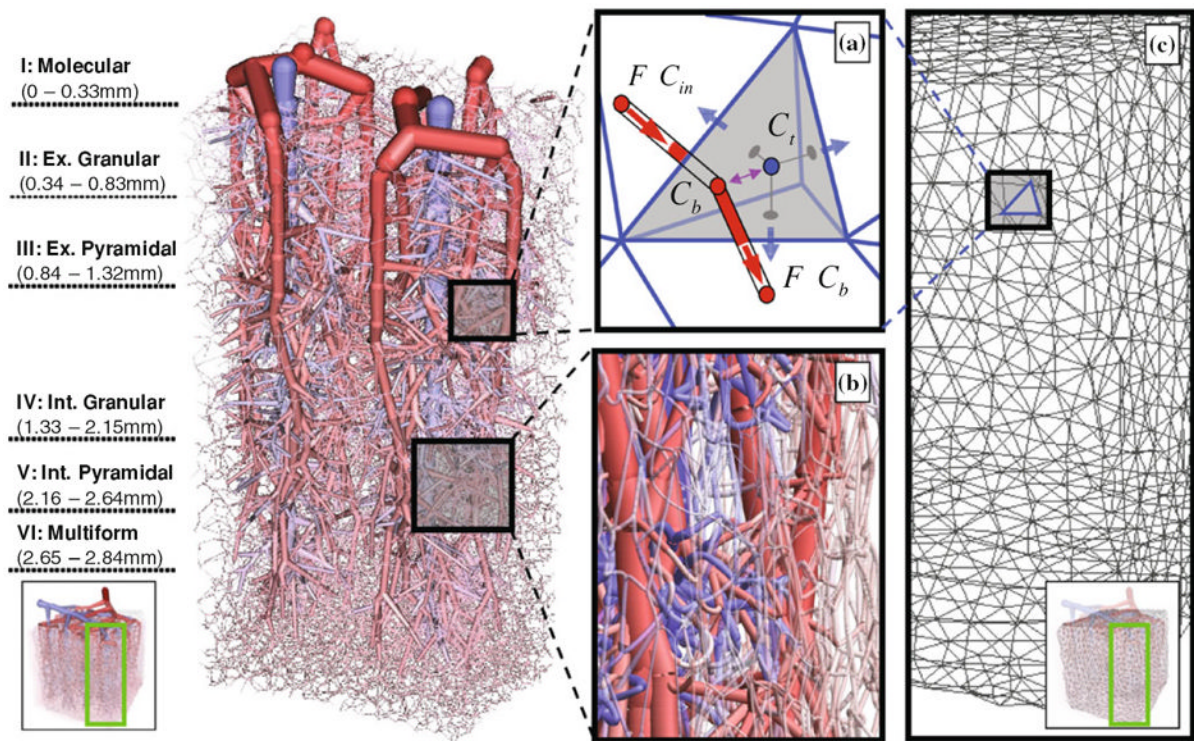 I: Molecular
(0 – 0.33mm)
II: Ex. Granular
(0.34 – 0.83mm)
III: Ex. Pyramidal
(0.84 – 1.32mm)
IV: Int. Granular
(1.33 – 2.15mm)
V: Int. Pyramidal
(2.16 – 2.64mm)
VI: Multiform
(2.65 – 2.84mm)
(a)
F C_in
C_t
C_b
F C_b
(b)
(c)